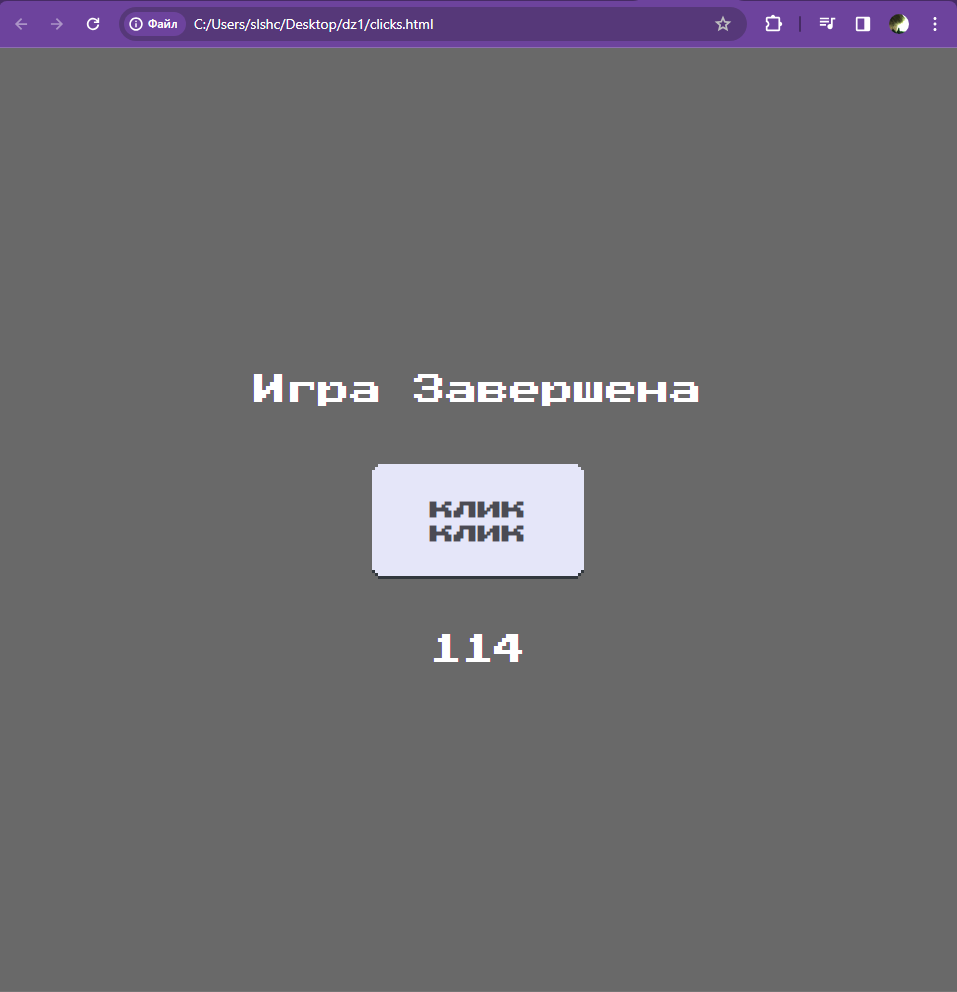 Файл C:/Users/slshc/Desktop/dz1/clicks.html
Игра Завершена
КЛИК
КЛИК
114